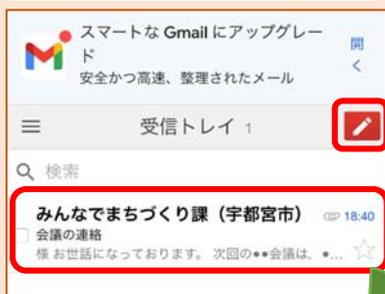 スマートな Gmail にアップグレー
ド
安全かつ高速、整理されたメール
開
く
受信トレイ 1
検索
みんなでまちづくり課（宇都宮市） 18:40
会議の連絡
様 お世話になっております。 次回の●●会議は、●...